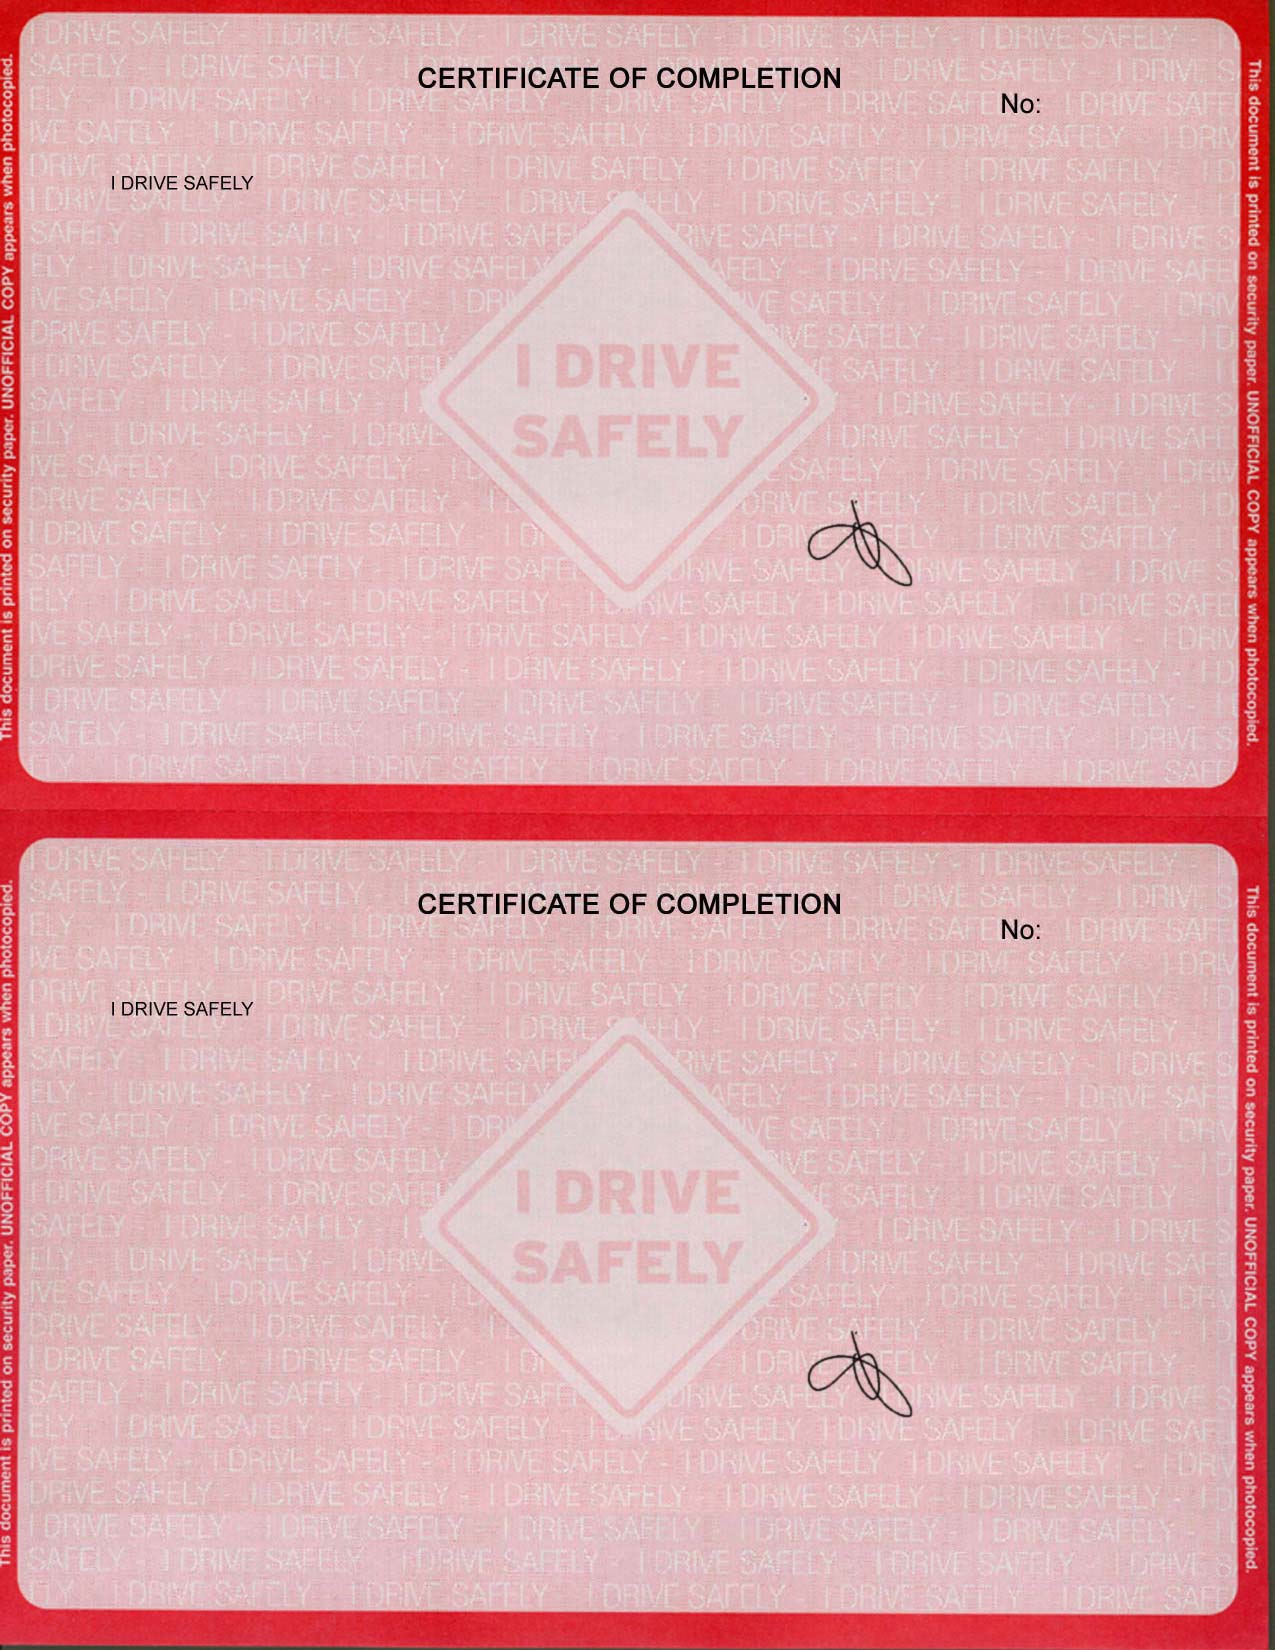 CERTIFICATE OF COMPLETION
No:
I DRIVE SAFELY
I DRIVE
SAFELY
This document is printed on security paper. UNOFFICIAL COPY appears when photocopied.
This document is printed on security paper. UNOFFICIAL COPY appears when photocopied.
CERTIFICATE OF COMPLETION
No:
I DRIVE SAFELY
I DRIVE
SAFELY
This document is printed on security paper. UNOFFICIAL COPY appears when photocopied.
This document is printed on security paper. UNOFFICIAL COPY appears when photocopied.